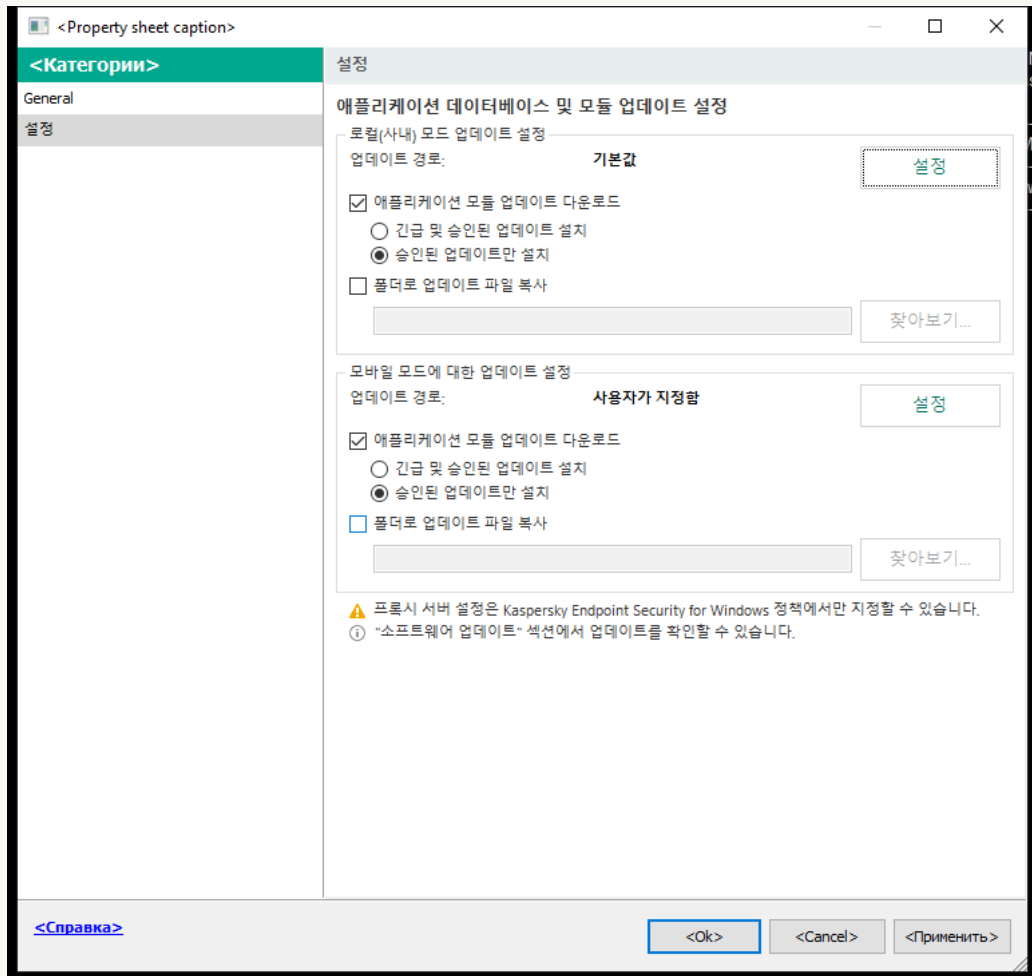 <Property sheet caption>
<Категории>
General
설정
설정
애플리케이션 데이터베이스 및 모듈 업데이트 설정
로컬(사내) 모드 업데이트 설정
업데이트 경로: 기본값 설정
애플리케이션 모듈 업데이트 다운로드
긴급 및 승인된 업데이트 설치
승인된 업데이트만 설치
폴더로 업데이트 파일 복사
찾아보기...
모바일 모드에 대한 업데이트 설정
업데이트 경로: 사용자가 지정함 설정
애플리케이션 모듈 업데이트 다운로드
긴급 및 승인된 업데이트 설치
승인된 업데이트만 설치
폴더로 업데이트 파일 복사
찾아보기...
프록시 서버 설정은 Kaspersky Endpoint Security for Windows 정책에서만 지정할 수 있습니다.
"소프트웨어 업데이트" 섹션에서 업데이트를 확인할 수 있습니다.
<Справка>
<Ok> <Cancel> <Применить>